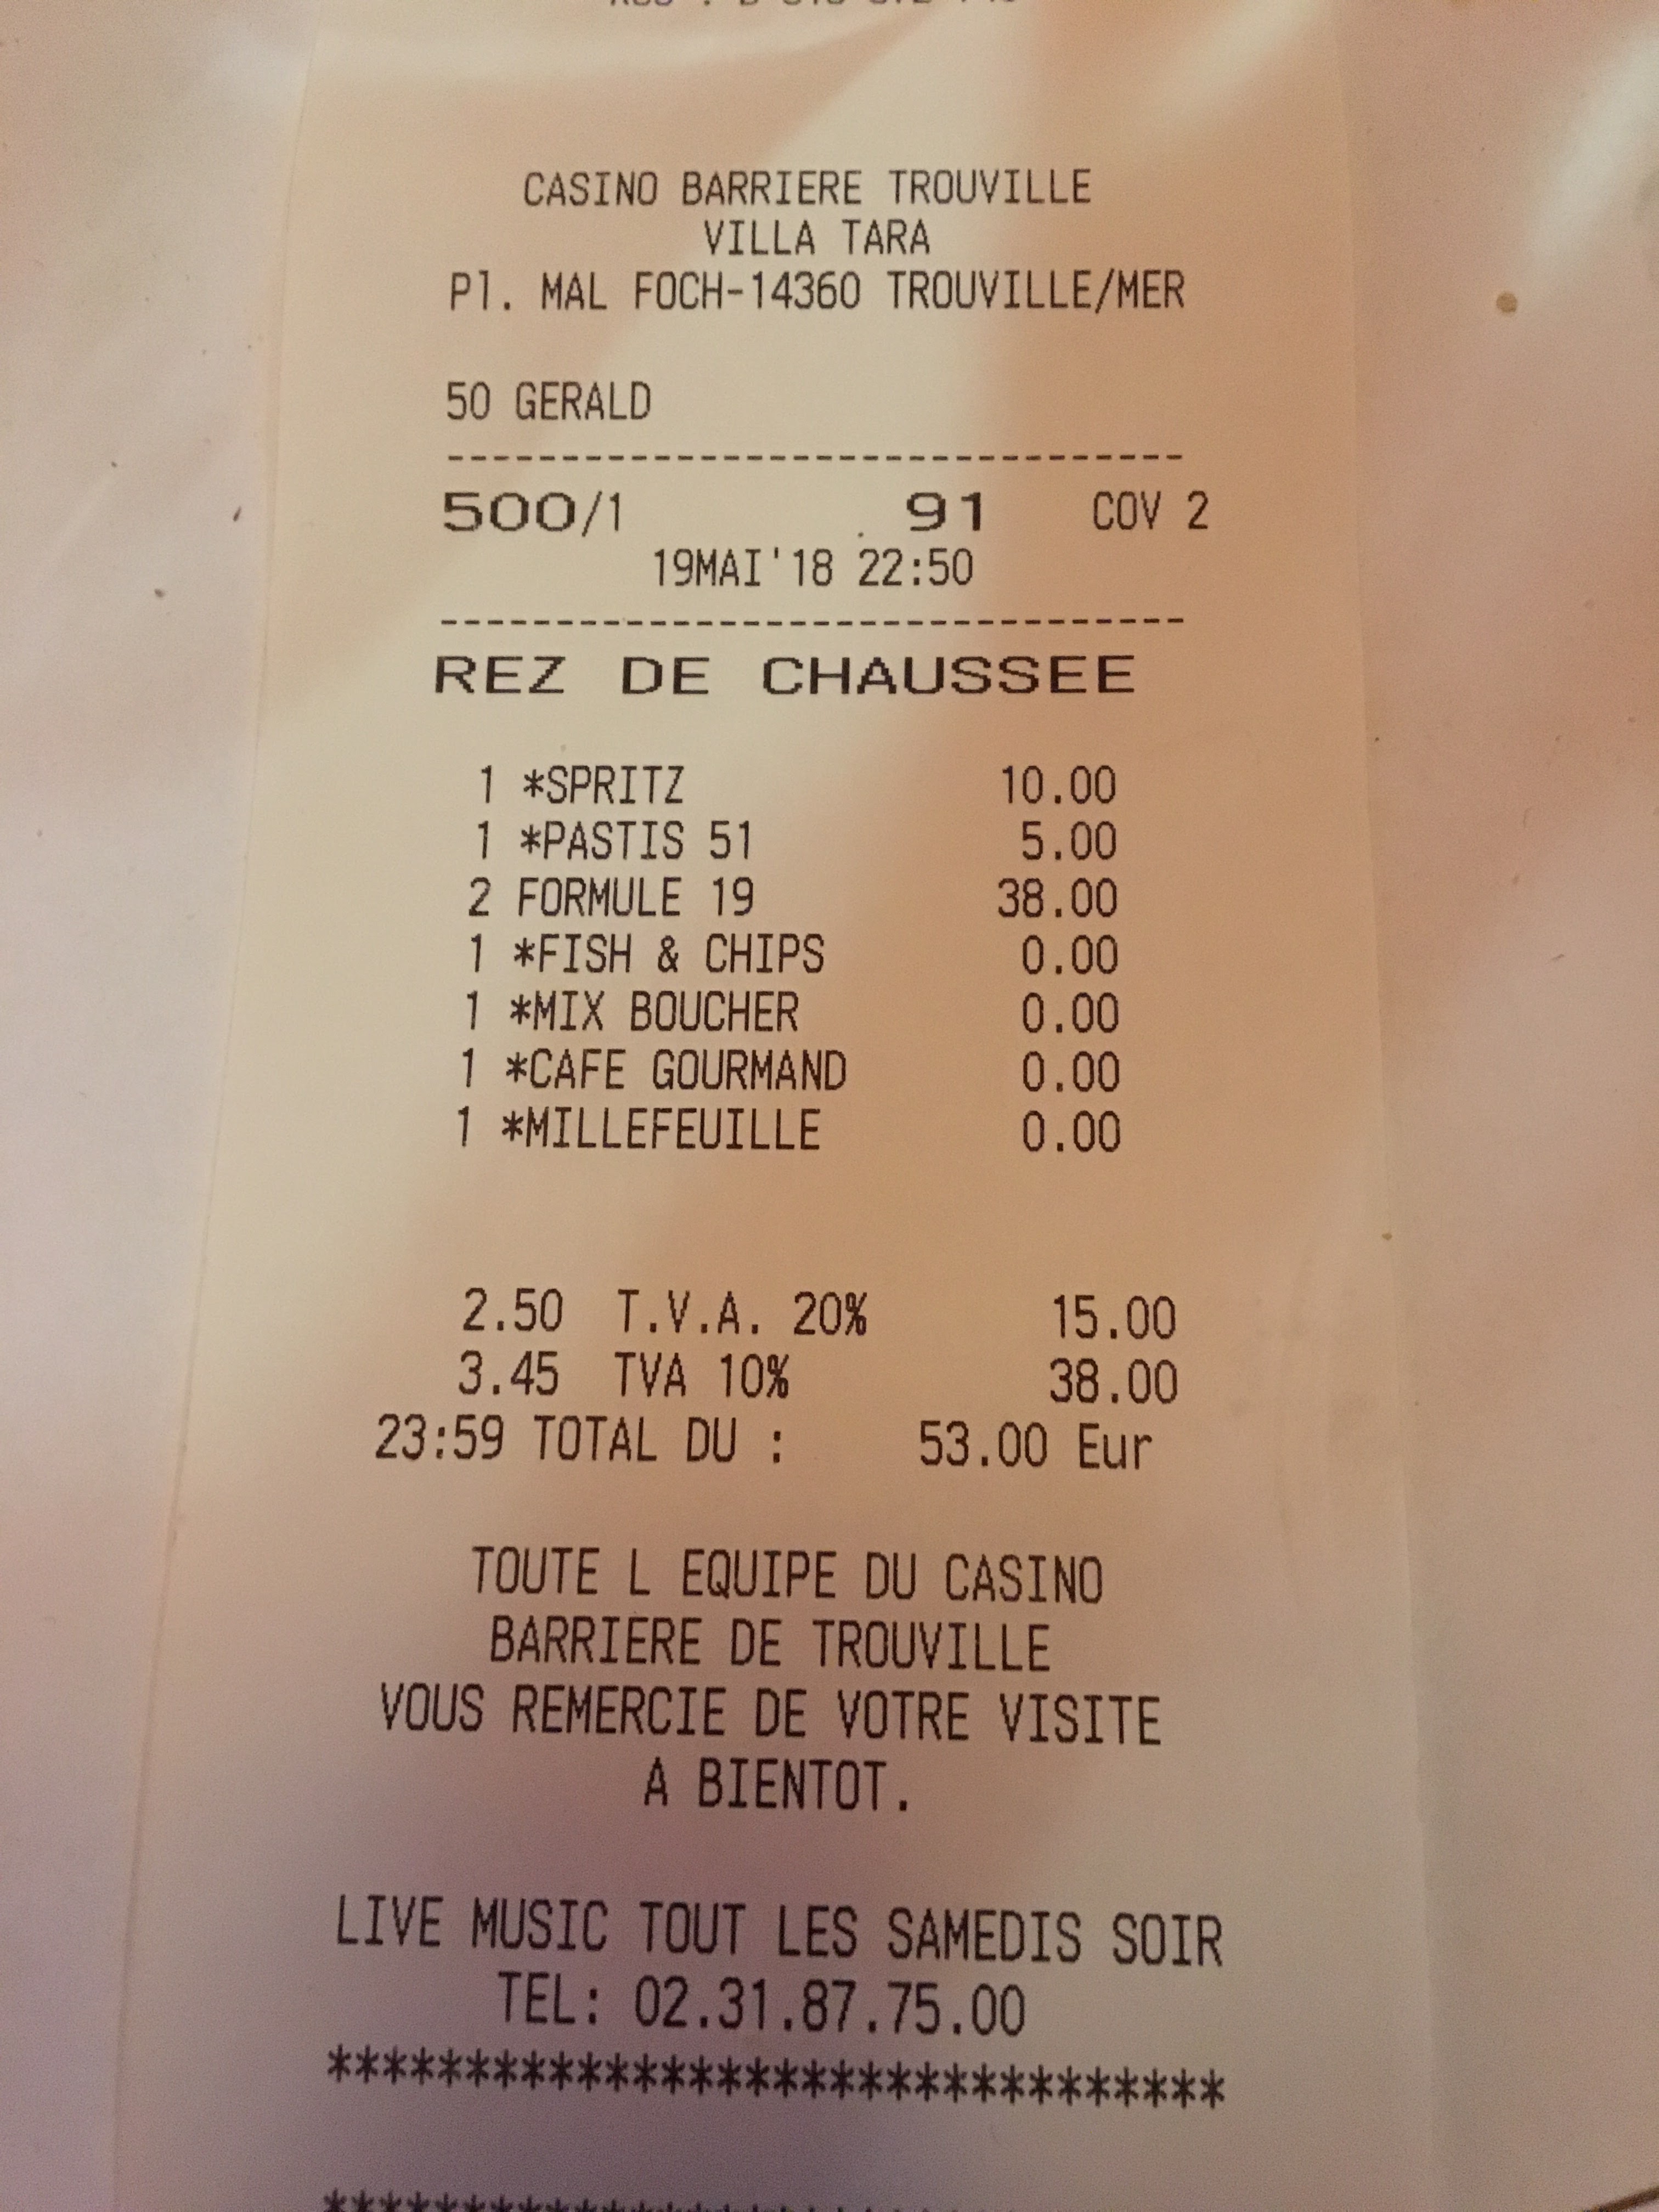 CASINO BARRIERE TROUVILLE
VILLA TARA
Pl. MAL FOCH-14360 TROUVILLE/MER
50 GERALD
--------------------------------
500/1 91 COV 2
19MAI'18 22:50
--------------------------------
REZ DE CHAUSSEE
1 *SPRITZ 10.00
1 *PASTIS 51 5.00
2 FORMULE 19 38.00
1 *FISH & CHIPS 0.00
1 *MIX BOUCHER 0.00
1 *CAFE GOURMAND 0.00
1 *MILLEFEUILLE 0.00
2.50 T.V.A. 20% 15.00
3.45 TVA 10% 38.00
23:59 TOTAL DU : 53.00 Eur
TOUTE L EQUIPE DU CASINO
BARRIERE DE TROUVILLE
VOUS REMERCIE DE VOTRE VISITE
A BIENTOT.
LIVE MUSIC TOUT LES SAMEDIS SOIR
TEL: 02.31.87.75.00
********************************